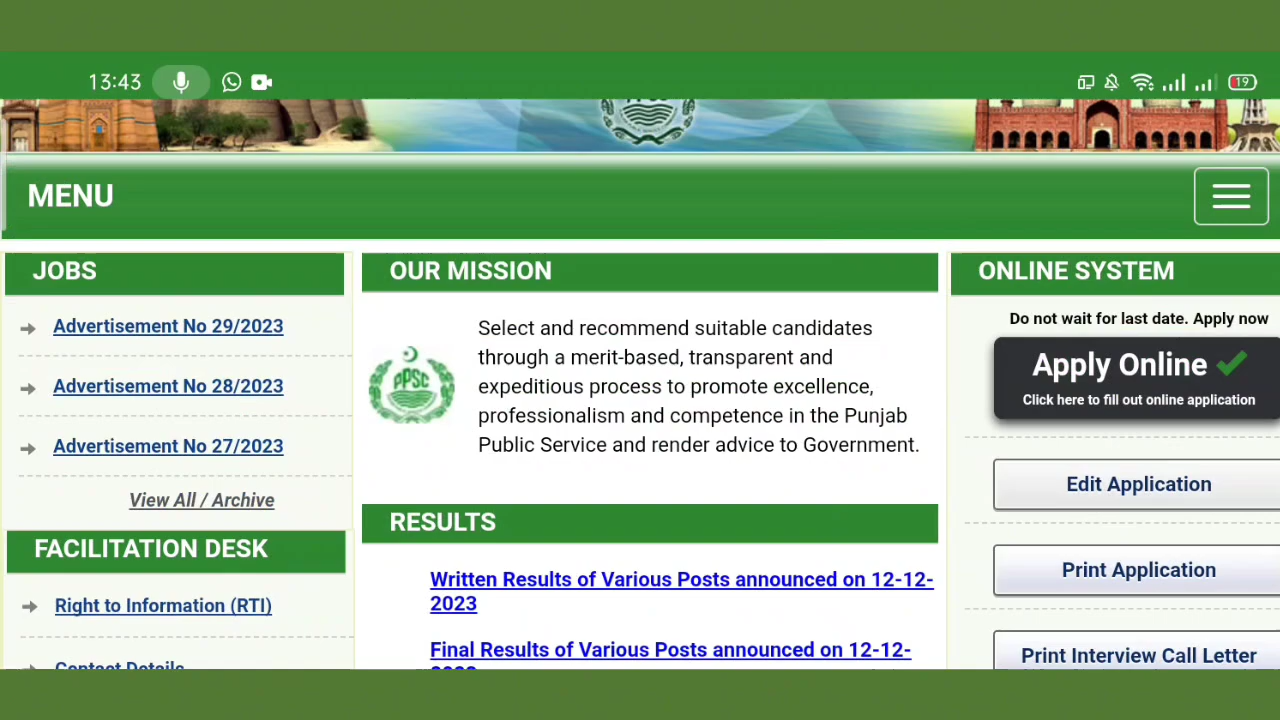 13:43
19
MENU
JOBS
Advertisement No 29/2023
Advertisement No 28/2023
Advertisement No 27/2023
View All / Archive
FACILITATION DESK
Right to Information (RTI)
Contact Details
OUR MISSION
PPSC
Select and recommend suitable candidates
through a merit-based, transparent and
expeditious process to promote excellence,
professionalism and competence in the Punjab
Public Service and render advice to Government.
RESULTS
Written Results of Various Posts announced on 12-12-
2023
Final Results of Various Posts announced on 12-12-
ONLINE SYSTEM
Do not wait for last date. Apply now
Apply Online
Click here to fill out online application
Edit Application
Print Application
Print Interview Call Letter